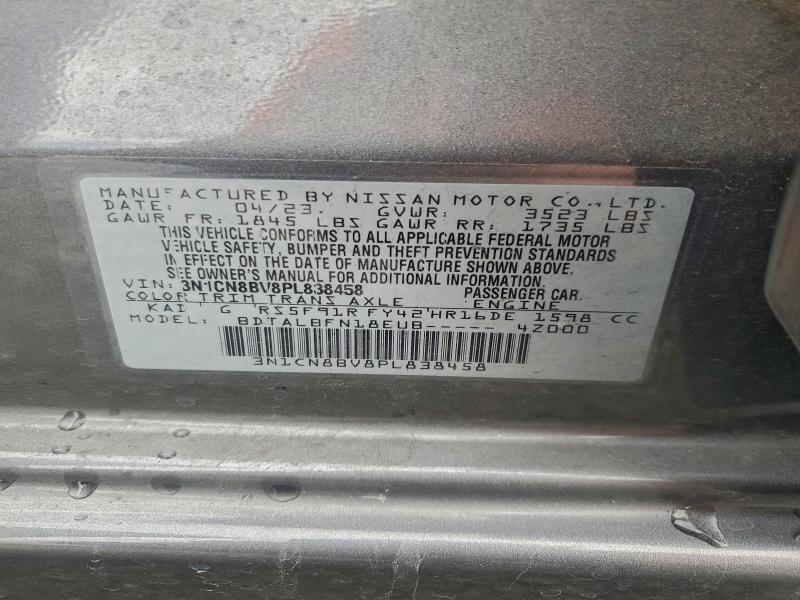 MANUFACTURED BY NISSAN MOTOR CO., LTD.
DATE: 04/23. GVWR: 3523 LBS
GAWR FR: 1845 LBS GAWR RR: 1735 LBS
THIS VEHICLE CONFORMS TO ALL APPLICABLE FEDERAL MOTOR
VEHICLE SAFETY, BUMPER AND THEFT PREVENTION STANDARDS
IN EFFECT ON THE DATE OF MANUFACTURE SHOWN ABOVE.
SEE OWNER'S MANUAL FOR ADDITIONAL INFORMATION.
VIN: 3N1CN8BV8PL838458 PASSENGER CAR.
COLOR TRIM TRANS AXLE ENGINE
KAI G RS5F91R FY42 HR16DE 1598 CC
MODEL: BDTALBFN18EUB----- 4Z000
3N1CN8BV8PL838458